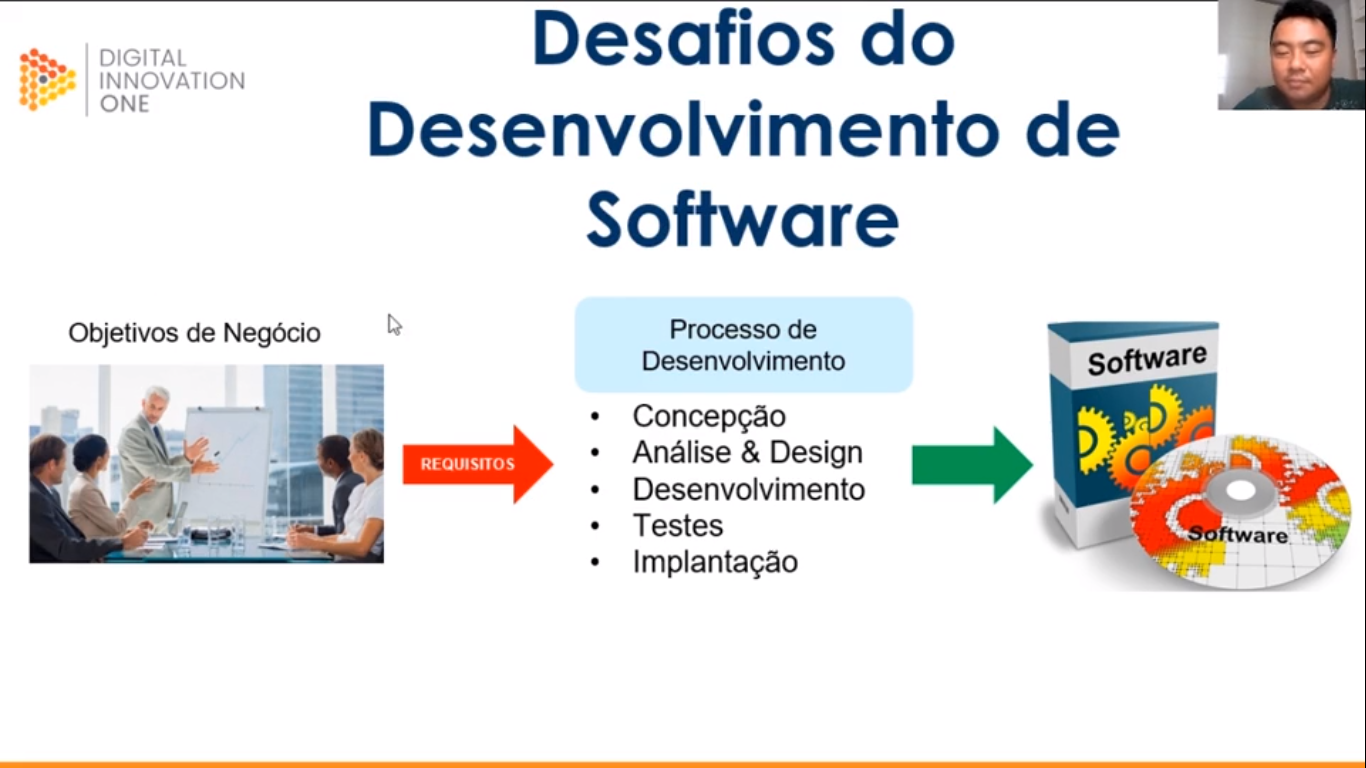 DIGITAL
INNOVATION
ONE
Desafios do
Desenvolvimento de
Software
Objetivos de Negócio
REQUISITOS
Processo de
Desenvolvimento
• Concepção
• Análise & Design
• Desenvolvimento
• Testes
• Implantação
Software
Software